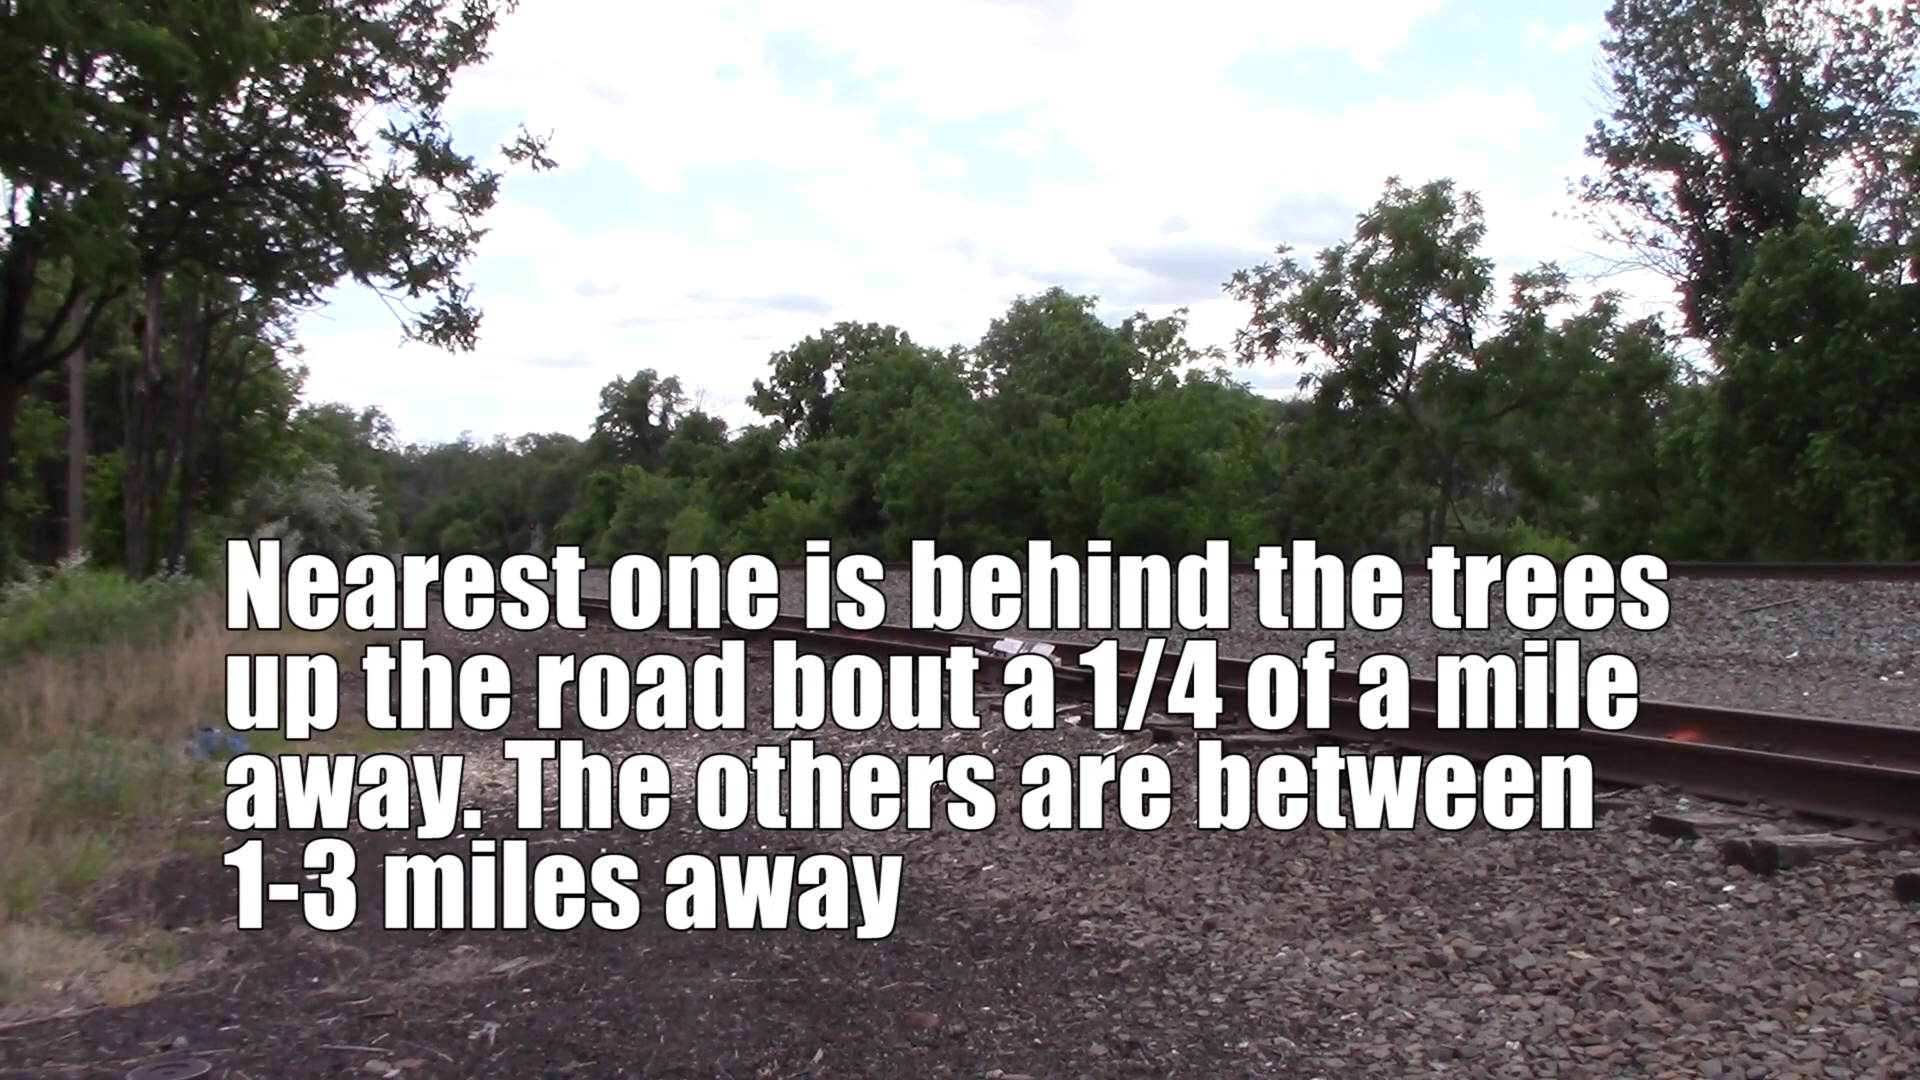 Nearest one is behind the trees
up the road bout a 1/4 of a mile
away. The others are between
1-3 miles away